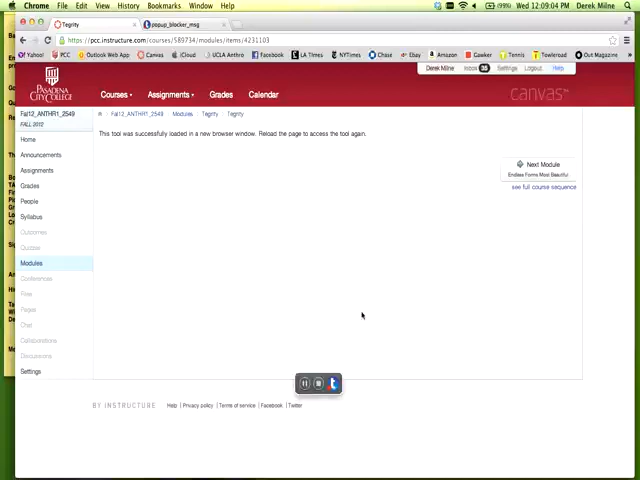 Chrome File Edit View History Bookmarks Window Help
(99%) Wed 12:09:04 PM Derek Milne
Tegrity
popup_blocker_msg
https://pcc.instructure.com/courses/589734/modules/items/4231103
Apple Yahoo! PCC Outlook Web App Canvas iCloud UCLA Anthro Facebook LA Times NYTimes Chase Ebay Amazon Gawker Tennis Towleroad Out Magazine
Derek Milne Inbox 35 Settings Logout Help
PASADENA
CITY COLLEGE
Courses Assignments Grades Calendar
canvas
Fal12_ANTHR1_2549
FALL 2012
Fal12_ANTHR1_2549 Modules Tegrity Tegrity
This tool was successfully loaded in a new browser window. Reload the page to access the tool again.
Next Module
Endless Forms Most Beautiful
see full course sequence
Home
Announcements
Assignments
Grades
People
Syllabus
Outcomes
Quizzes
Modules
Conferences
Files
Pages
Chat
Collaborations
Discussions
Settings
BY INSTRUCTURE Help | Privacy policy | Terms of service | Facebook | Twitter